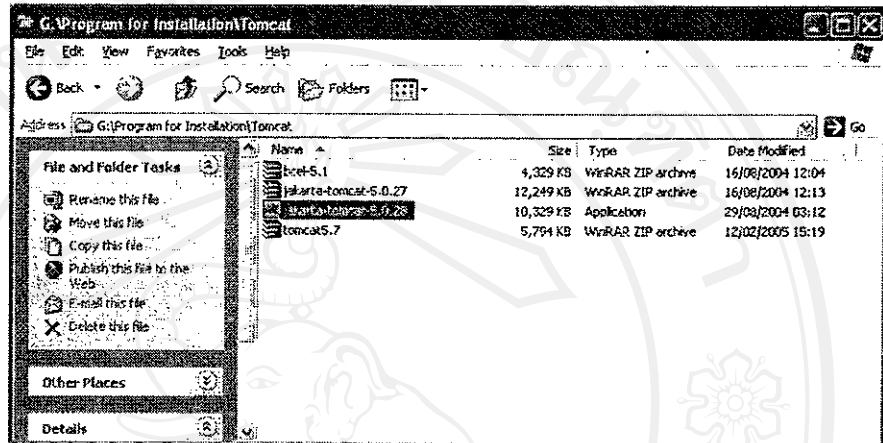 G:\Program for Installation\Tomcat
File Edit View Favorites Tools Help
Back Search Folders
Address G:\Program for Installation\Tomcat Go
File and Folder Tasks
Rename this file
Move this file
Copy this file
Publish this file to the Web
E-mail this file
Delete this file
Other Places
Details
Name Size Type Date Modified
bcel-5.1 4,329 KB WinRAR ZIP archive 16/08/2004 12:04
jakarta-tomcat-5.0.27 12,249 KB WinRAR ZIP archive 16/08/2004 12:13
jakarta-tomcat-5.0.28 10,329 KB Application 29/08/2004 03:12
tomcat5.7 5,794 KB WinRAR ZIP archive 12/02/2005 15:19